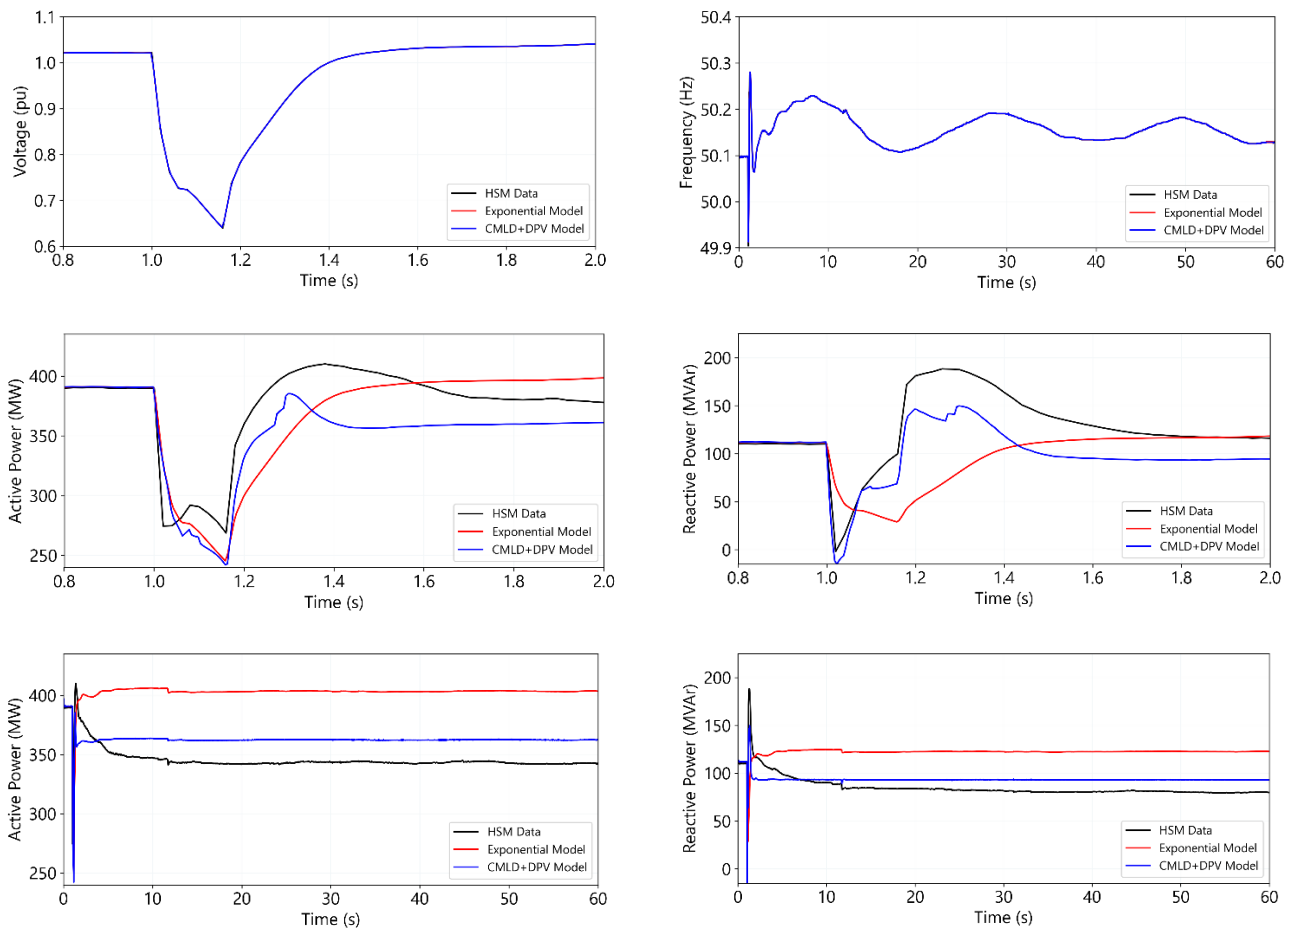 1.1
1.0
0.9
0.8
0.7
0.6
Voltage (pu)
HSM Data
Exponential Model
CMLD+DPV Model
0.8 1.0 1.2 1.4 1.6 1.8 2.0
Time (s)
50.4
50.3
50.2
50.1
50.0
49.9
Frequency (Hz)
HSM Data
Exponential Model
CMLD+DPV Model
0 10 20 30 40 50 60
Time (s)
400
350
300
250
Active Power (MW)
HSM Data
Exponential Model
CMLD+DPV Model
0.8 1.0 1.2 1.4 1.6 1.8 2.0
Time (s)
200
150
100
50
0
Reactive Power (MVAr)
HSM Data
Exponential Model
CMLD+DPV Model
0.8 1.0 1.2 1.4 1.6 1.8 2.0
Time (s)
400
350
300
250
Active Power (MW)
HSM Data
Exponential Model
CMLD+DPV Model
0 10 20 30 40 50 60
Time (s)
200
150
100
50
0
Reactive Power (MVAr)
HSM Data
Exponential Model
CMLD+DPV Model
0 10 20 30 40 50 60
Time (s)